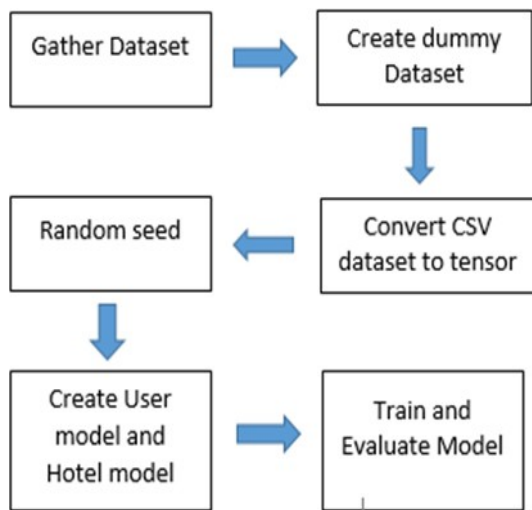 Gather Dataset
Create dummy
Dataset
Convert CSV
dataset to tensor
Random seed
Create User
model and
Hotel model
Train and
Evaluate Model